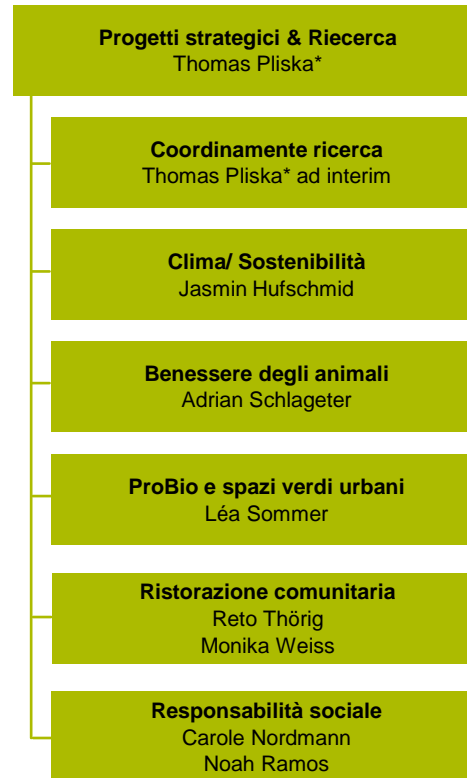 Progetti strategici & Riecerca
Thomas Pliska*
Coordinamente ricerca
Thomas Pliska* ad interim
Clima/ Sostenibilità
Jasmin Hufschmid
Benessere degli animali
Adrian Schlageter
ProBio e spazi verdi urbani
Léa Sommer
Ristorazione comunitaria
Reto Thörig
Monika Weiss
Responsabilità sociale
Carole Nordmann
Noah Ramos